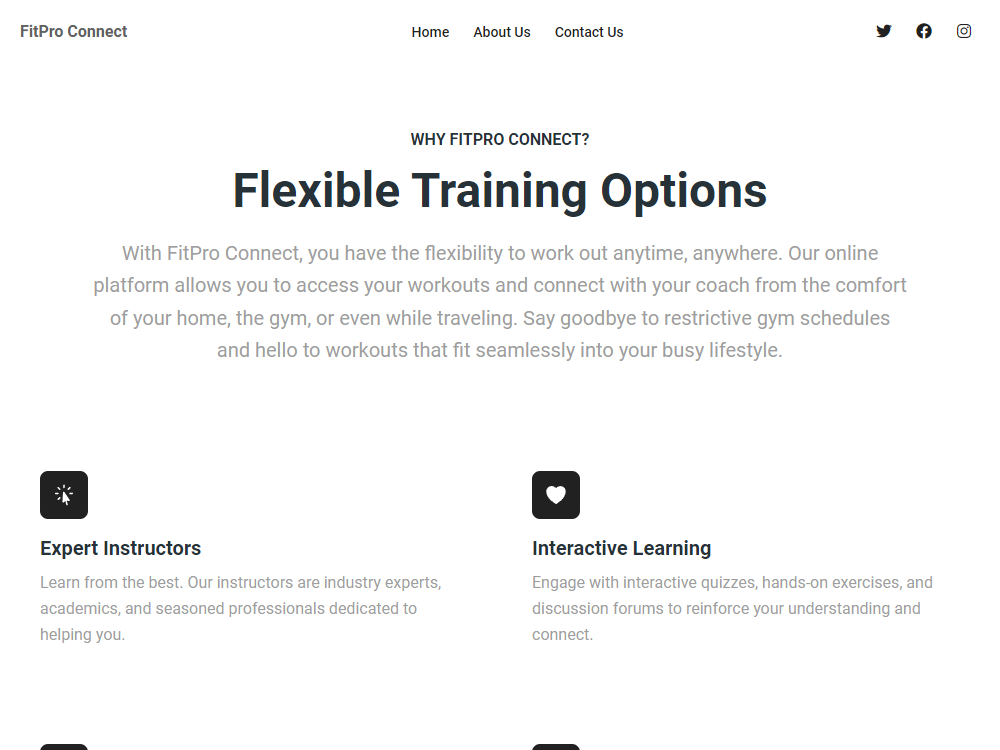 FitPro Connect
Home About Us Contact Us
WHY FITPRO CONNECT?
Flexible Training Options
With FitPro Connect, you have the flexibility to work out anytime, anywhere. Our online
platform allows you to access your workouts and connect with your coach from the comfort
of your home, the gym, or even while traveling. Say goodbye to restrictive gym schedules
and hello to workouts that fit seamlessly into your busy lifestyle.
Expert Instructors
Learn from the best. Our instructors are industry experts,
academics, and seasoned professionals dedicated to
helping you.
Interactive Learning
Engage with interactive quizzes, hands-on exercises, and
discussion forums to reinforce your understanding and
connect.